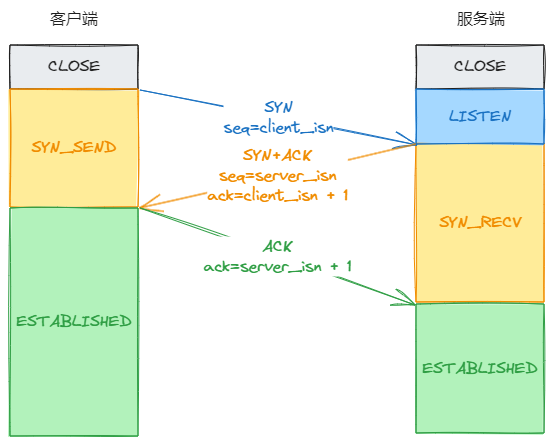 客户端
服务端
CLOSE
CLOSE
SYN
seq=client_isn
LISTEN
SYN_SEND
SYN+ACK
seq=server_isn
ack=client_isn + 1
SYN_RECV
ACK
ack=server_isn + 1
ESTABLISHED
ESTABLISHED